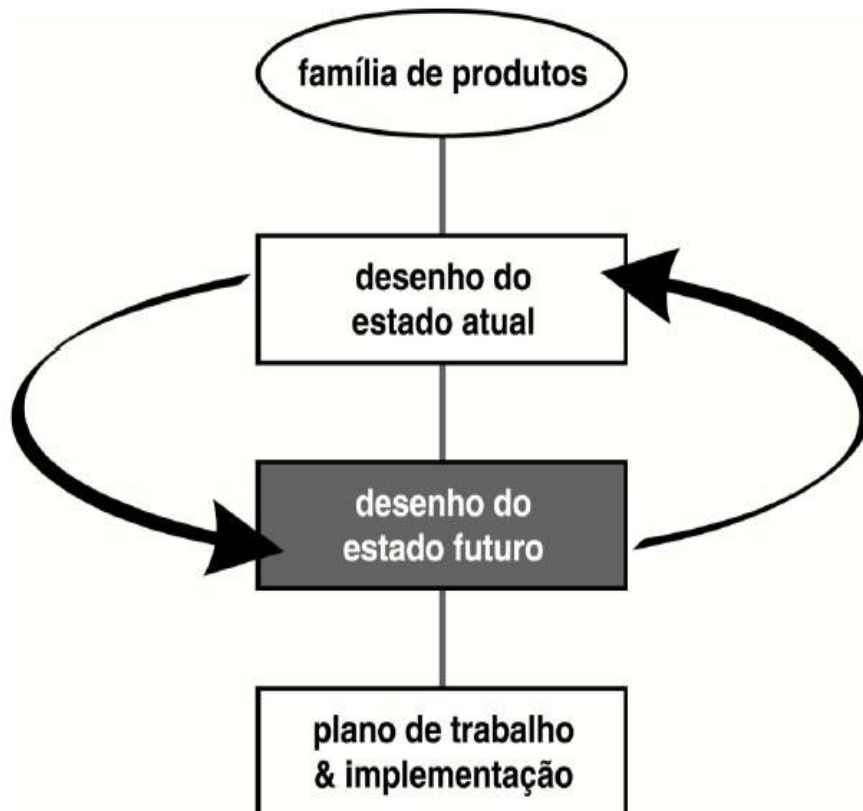 família de produtos
desenho do
estado atual
desenho do
estado futuro
plano de trabalho
& implementação